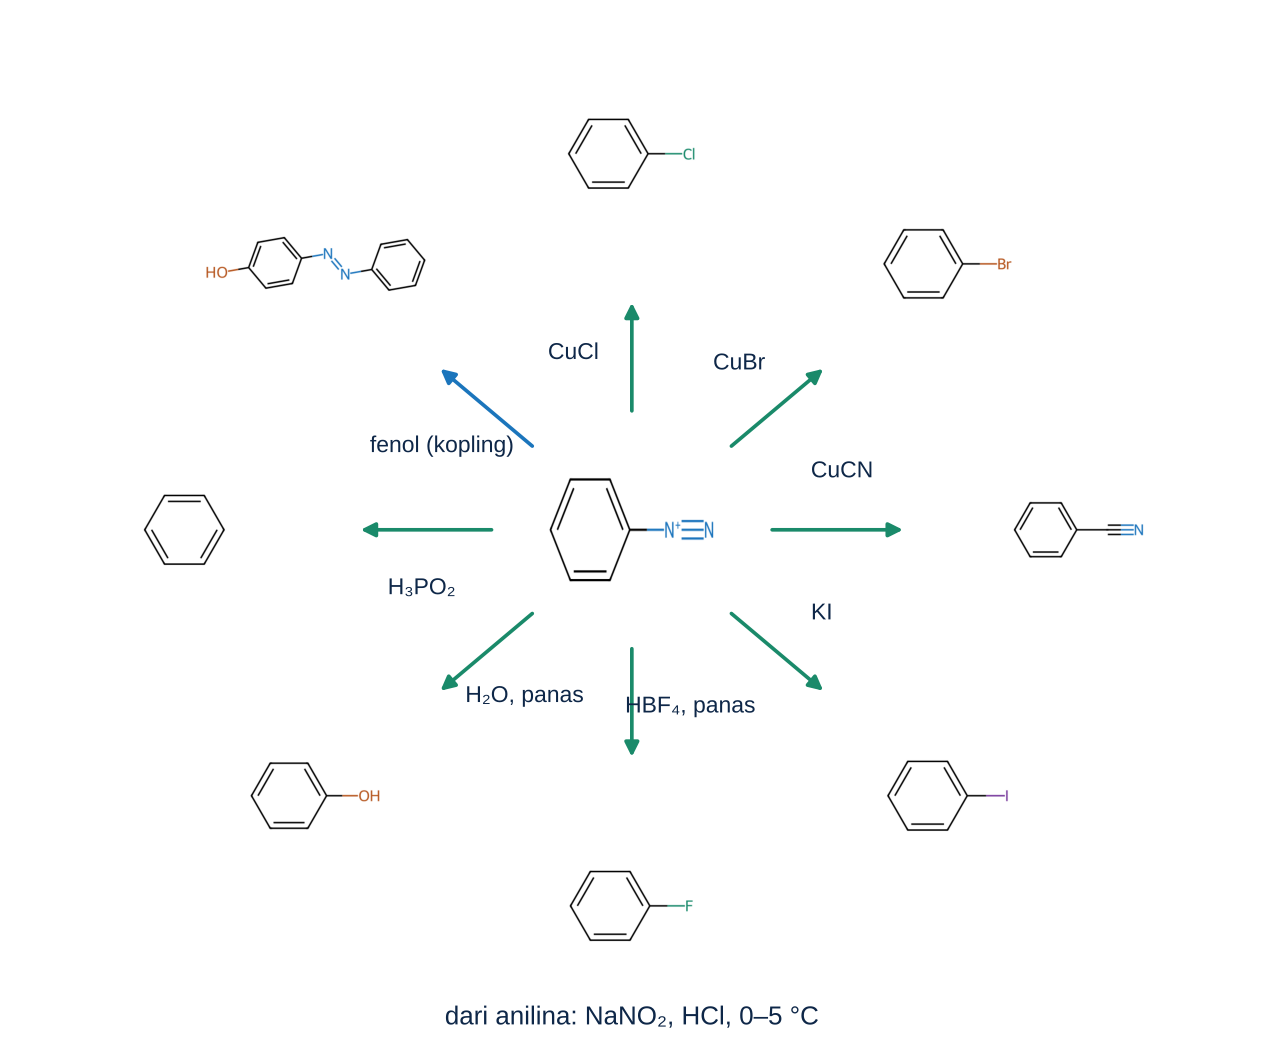 Cl
HO
N
N
Br
CuCl
CuBr
fenol (kopling)
CuCN
N⁺
N
N
H₃PO₂
KI
H₂O, panas
HBF₄, panas
OH
I
F
dari anilina: NaNO₂, HCl, 0–5 °C